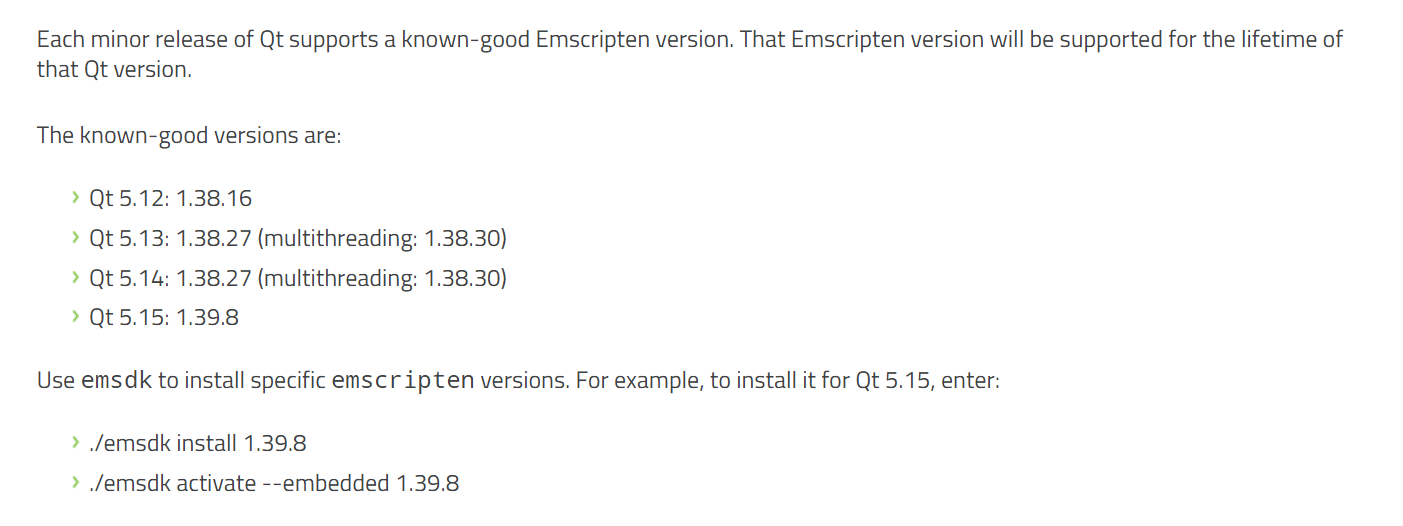 Each minor release of Qt supports a known-good Emscripten version. That Emscripten version will be supported for the lifetime of
that Qt version.
The known-good versions are:
Qt 5.12: 1.38.16
Qt 5.13: 1.38.27 (multithreading: 1.38.30)
Qt 5.14: 1.38.27 (multithreading: 1.38.30)
Qt 5.15: 1.39.8
Use emsdk to install specific emscripten versions. For example, to install it for Qt 5.15, enter:
./emsdk install 1.39.8
./emsdk activate --embedded 1.39.8